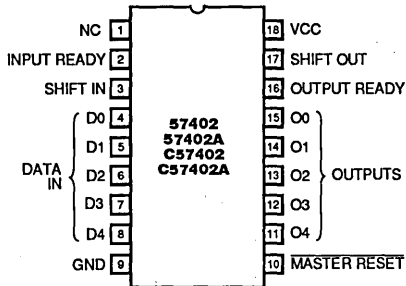 NC 1
INPUT READY 2
SHIFT IN 3
D0 4
D1 5
DATA IN
D2 6
D3 7
D4 8
GND 9
57402
57402A
C57402
C57402A
18 VCC
17 SHIFT OUT
16 OUTPUT READY
15 O0
14 O1
13 O2
OUTPUTS
12 O3
11 O4
10 MASTER RESET